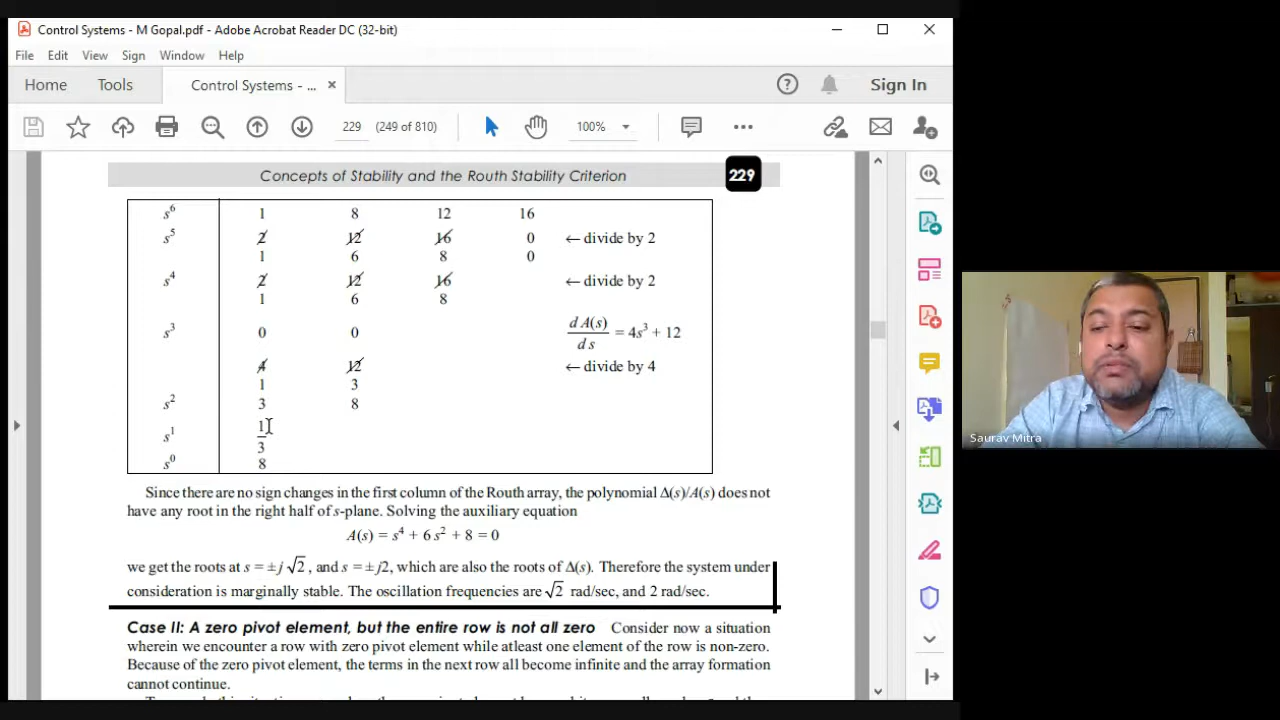 Control Systems - M Gopal.pdf - Adobe Acrobat Reader DC (32-bit)
File Edit View Sign Window Help
Home Tools Control Systems - ... × Sign In
229 (249 of 810) 100%
Concepts of Stability and the Routh Stability Criterion 229
s⁶ 1 8 12 16
s⁵ 2 12 16 0 ← divide by 2
1 6 8 0
s⁴ 2 12 16 ← divide by 2
1 6 8
s³ 0 0 d A(s)/d s = 4s³ + 12
4 12 ← divide by 4
1 3
s² 3 8
s¹ 1/3
s⁰ 8
Since there are no sign changes in the first column of the Routh array, the polynomial Δ(s)/A(s) does not
have any root in the right half of s-plane. Solving the auxiliary equation
A(s) = s⁴ + 6 s² + 8 = 0
we get the roots at s = ±j √2 , and s = ±j2, which are also the roots of Δ(s). Therefore the system under
consideration is marginally stable. The oscillation frequencies are √2 rad/sec, and 2 rad/sec.
Case II: A zero pivot element, but the entire row is not all zero Consider now a situation
wherein we encounter a row with zero pivot element while atleast one element of the row is non-zero.
Because of the zero pivot element, the terms in the next row all become infinite and the array formation
cannot continue.
Saurav Mitra